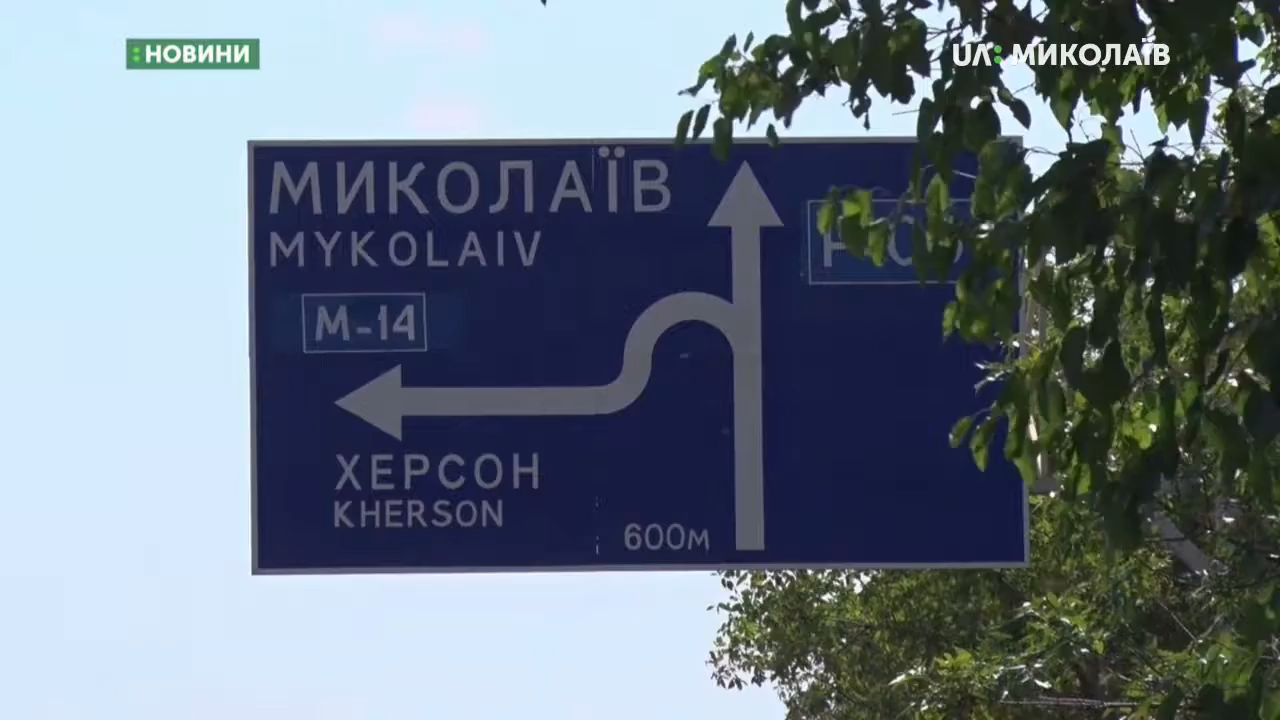 :НОВИНИ
UA: МИКОЛАЇВ
МИКОЛАЇВ
MYKOLAIV
М-14
ХЕРСОН
KHERSON
600м